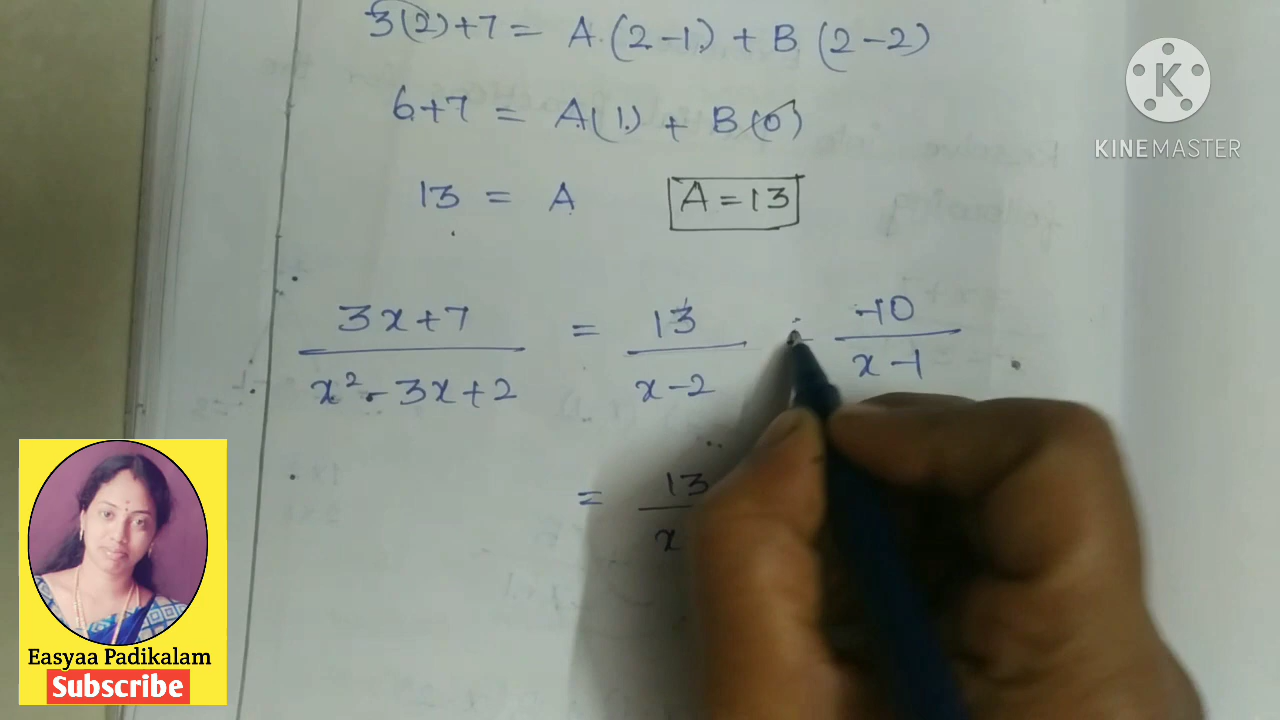 3(2)+7 = A (2-1) + B (2-2)
6+7 = A(1) + B(0)
13 = A A = 13
3x+7 / x² - 3x+2 = 13 / x-2 + -10 / x-1
= 13 / x
KINEMASTER
Easyaa Padikalam
Subscribe